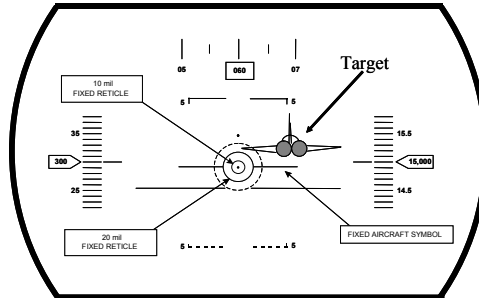 05
060
07
10 mil
FIXED RETICLE
Target
5
5
35
15.5
300
15,000
25
14.5
20 mil
FIXED RETICLE
FIXED AIRCRAFT SYMBOL
5
5